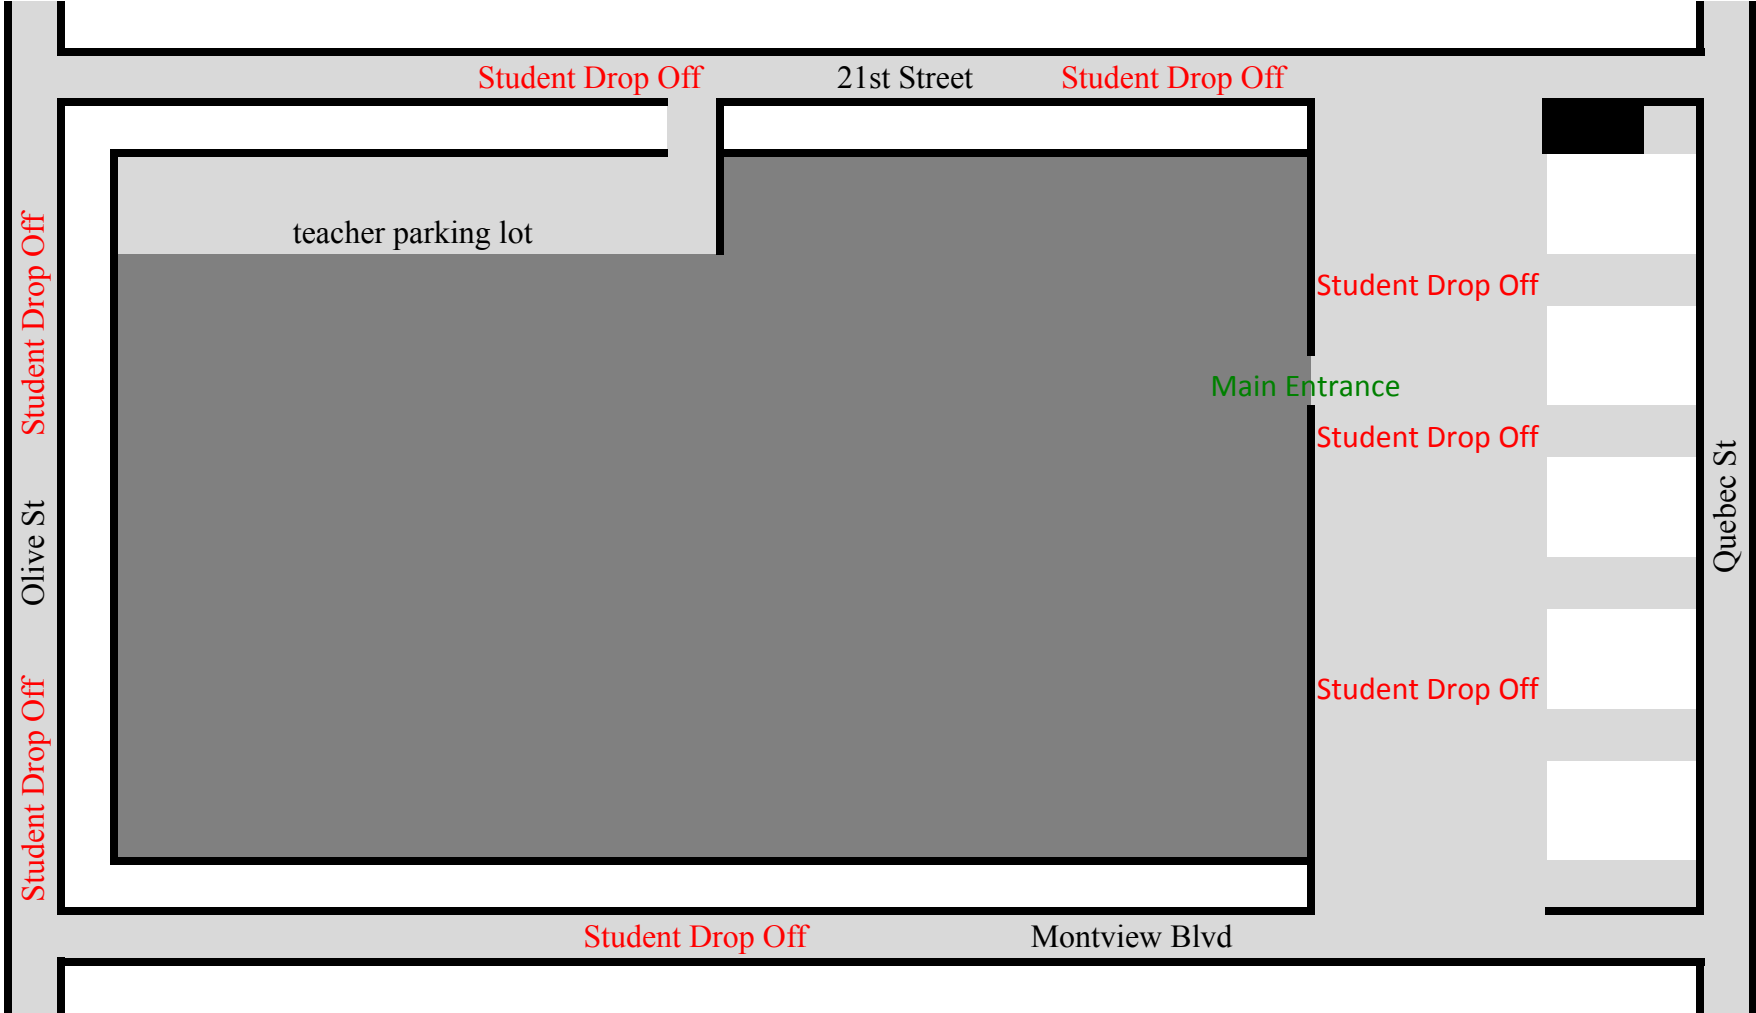 Student Drop Off
21st Street
Student Drop Off
teacher parking lot
Student Drop Off
Student Drop Off
Main Entrance
Student Drop Off
Quebec St
Olive St
Student Drop Off
Student Drop Off
Student Drop Off
Montview Blvd